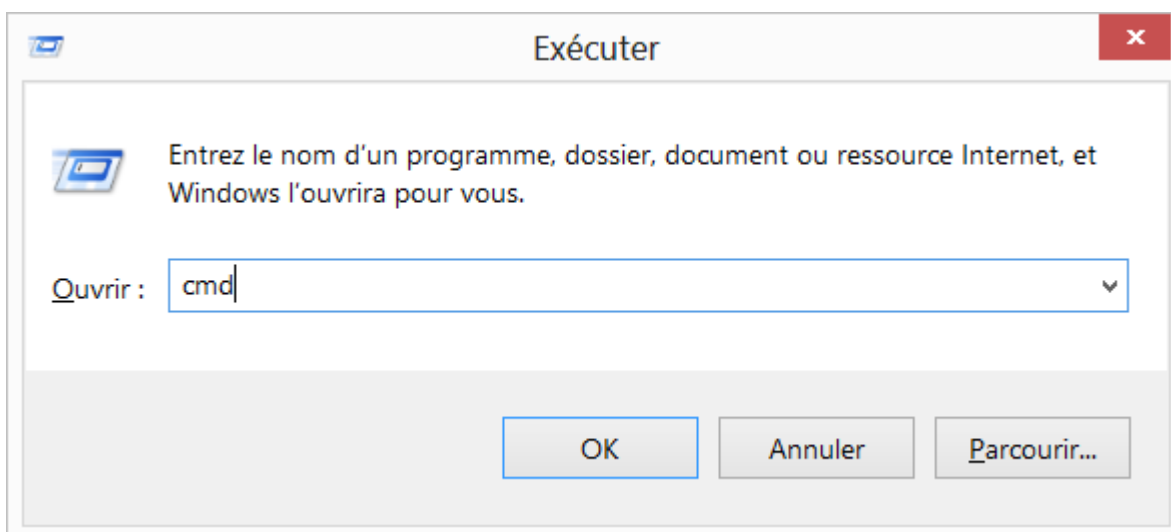 Exécuter
Entrez le nom d'un programme, dossier, document ou ressource Internet, et
Windows l'ouvrira pour vous.
Ouvrir : cmd
OK Annuler Parcourir...